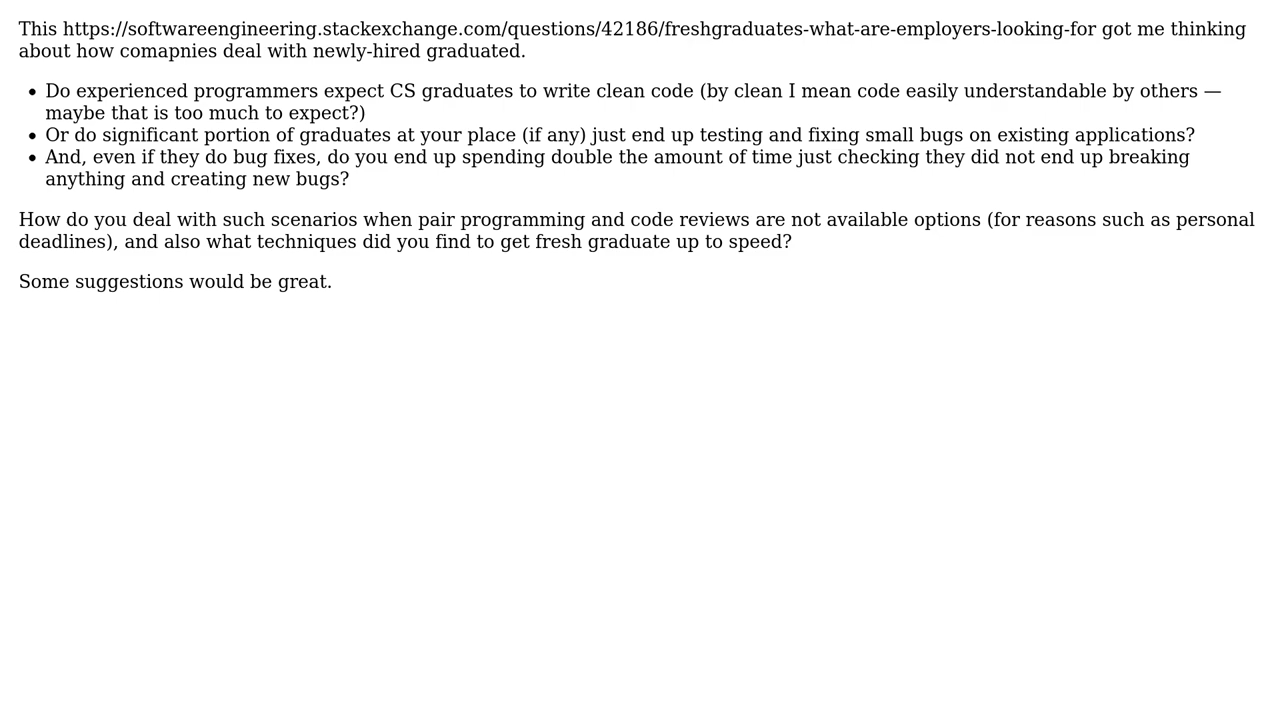 This https://softwareengineering.stackexchange.com/questions/42186/freshgraduates-what-are-employers-looking-for got me thinking
about how comapnies deal with newly-hired graduated.
• Do experienced programmers expect CS graduates to write clean code (by clean I mean code easily understandable by others —
maybe that is too much to expect?)
• Or do significant portion of graduates at your place (if any) just end up testing and fixing small bugs on existing applications?
• And, even if they do bug fixes, do you end up spending double the amount of time just checking they did not end up breaking
anything and creating new bugs?
How do you deal with such scenarios when pair programming and code reviews are not available options (for reasons such as personal
deadlines), and also what techniques did you find to get fresh graduate up to speed?
Some suggestions would be great.